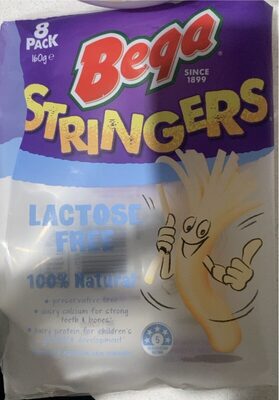 8
PACK
160g e
Bega
SINCE
1899
STRINGERS
LACTOSE
FREE
100% Natural
• preservative free
• dairy calcium for strong
teeth & bones
• dairy protein for children's
development
5